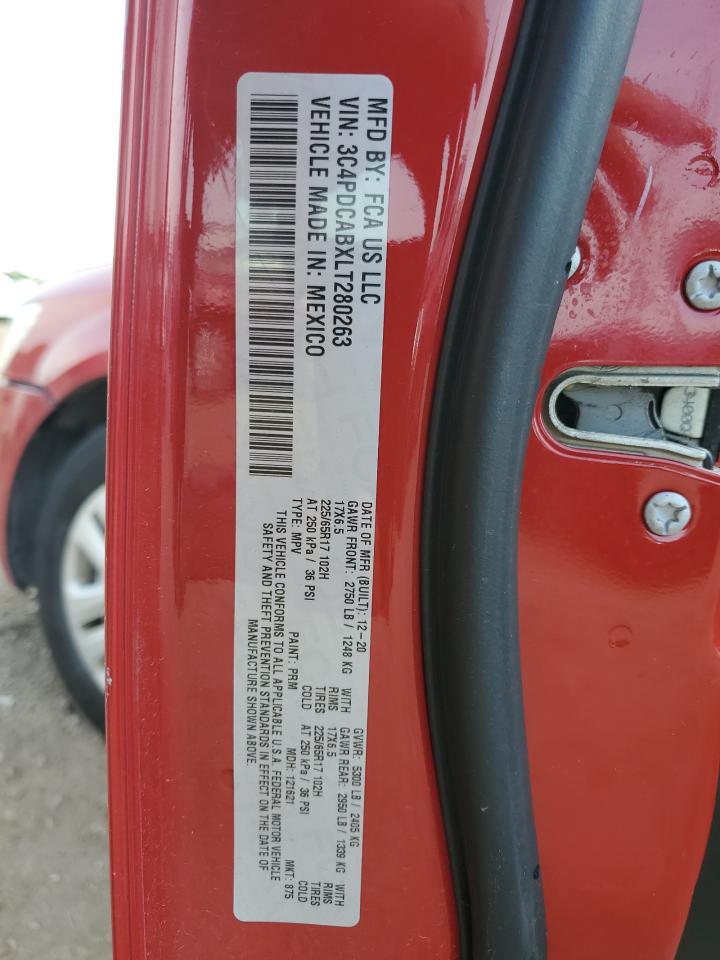 MFD BY: FCA US LLC
VIN: 3C4PDCABXLT280263
VEHICLE MADE IN: MEXICO
DATE OF MFR (BUILT): 12-20 GVWR: 5300 LB / 2405 KG
GAWR FRONT: 2750 LB / 1248 KG WITH GAWR REAR: 2950 LB / 1339 KG WITH
17X6.5 RIMS 17X6.5 RIMS
225/65R17 102H TIRES 225/65R17 102H TIRES
AT 250 kPa / 36 PSI COLD AT 250 kPa / 36 PSI COLD
TYPE: MPV PAINT: PRM MDH: 121621 MKT: 875
THIS VEHICLE CONFORMS TO ALL APPLICABLE U.S.A. FEDERAL MOTOR VEHICLE
SAFETY AND THEFT PREVENTION STANDARDS IN EFFECT ON THE DATE OF
MANUFACTURE SHOWN ABOVE.